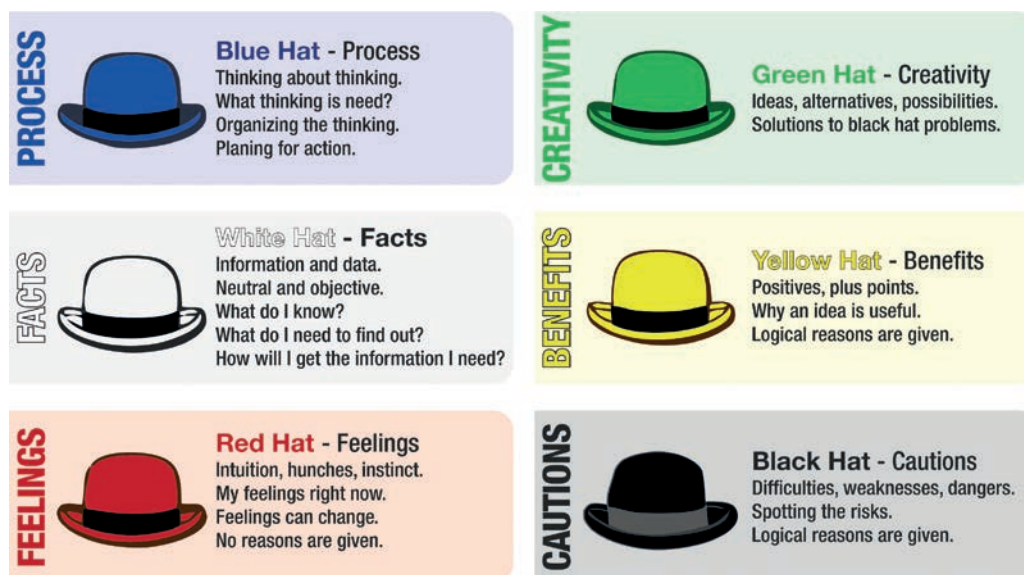 PROCESS
Blue Hat - Process
Thinking about thinking.
What thinking is need?
Organizing the thinking.
Planing for action.
CREATIVITY
Green Hat - Creativity
Ideas, alternatives, possibilities.
Solutions to black hat problems.
FACTS
White Hat - Facts
Information and data.
Neutral and objective.
What do I know?
What do I need to find out?
How will I get the information I need?
BENEFITS
Yellow Hat - Benefits
Positives, plus points.
Why an idea is useful.
Logical reasons are given.
FEELINGS
Red Hat - Feelings
Intuition, hunches, instinct.
My feelings right now.
Feelings can change.
No reasons are given.
CAUTIONS
Black Hat - Cautions
Difficulties, weaknesses, dangers.
Spotting the risks.
Logical reasons are given.